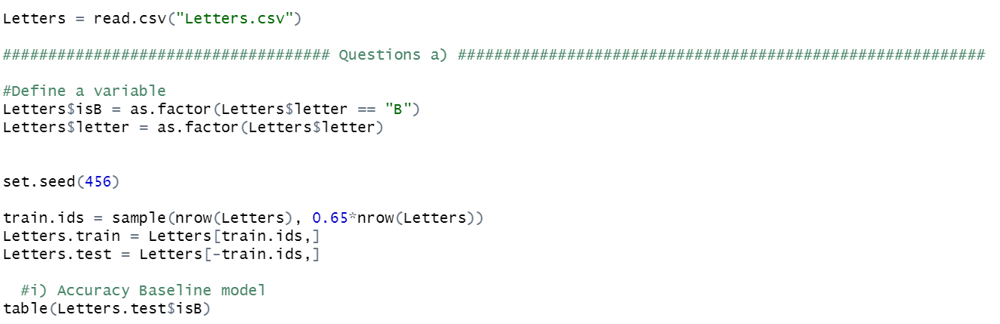 Letters = read.csv("Letters.csv")
#################################### Questions a) ##########################################################
#Define a variable
Letters$isB = as.factor(Letters$letter == "B")
Letters$letter = as.factor(Letters$letter)
set.seed(456)
train.ids = sample(nrow(Letters), 0.65*nrow(Letters))
Letters.train = Letters[train.ids,]
Letters.test = Letters[-train.ids,]
#i) Accuracy Baseline model
table(Letters.test$isB)